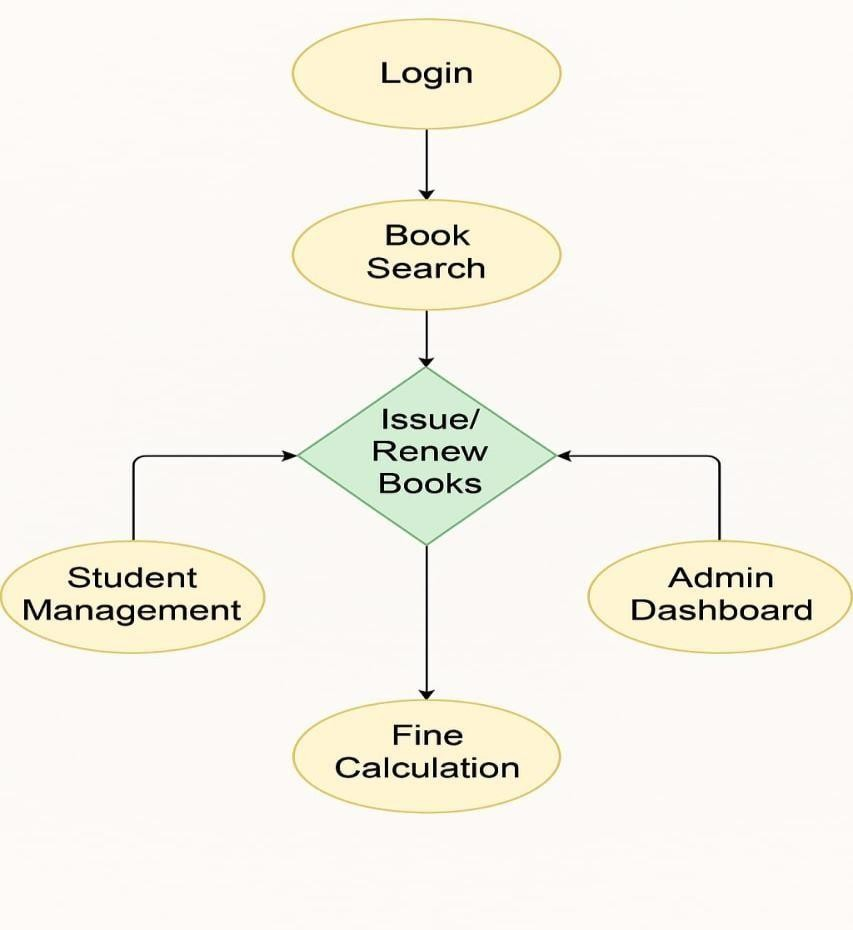 Login
Book
Search
Issue/
Renew
Books
Student
Management
Admin
Dashboard
Fine
Calculation